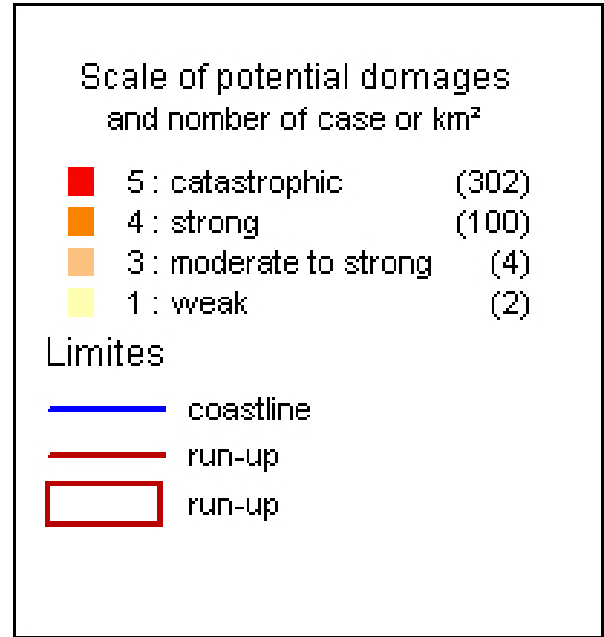 Scale of potential domages
and nomber of case or km²
5 : catastrophic (302)
4 : strong (100)
3 : moderate to strong (4)
1 : weak (2)
Limites
coastline
run-up
run-up